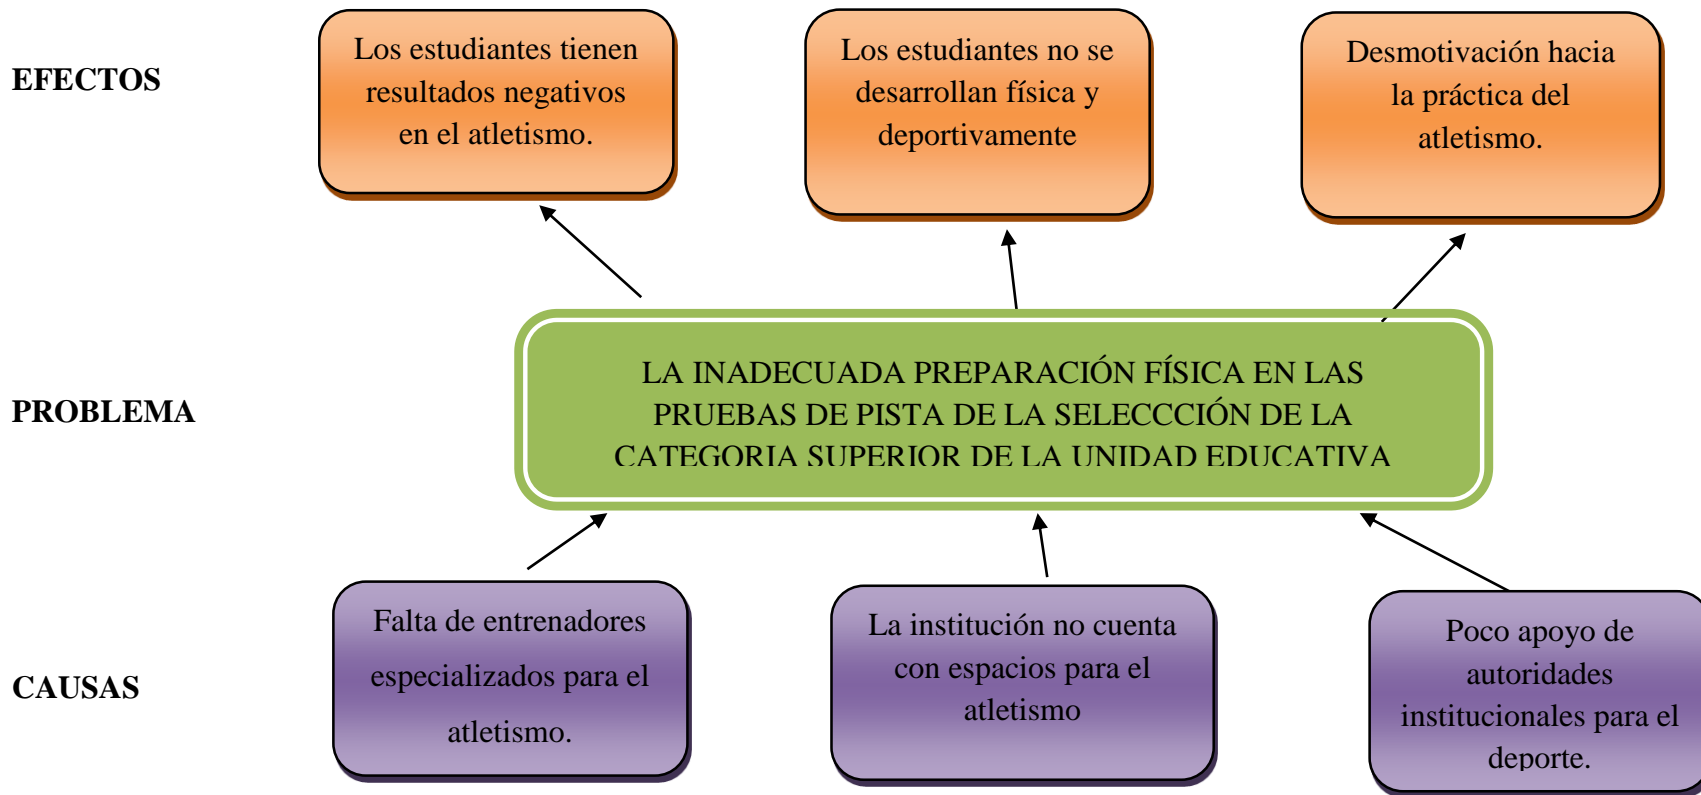 EFECTOS
Los estudiantes tienen
resultados negativos
en el atletismo.
Los estudiantes no se
desarrollan física y
deportivamente
Desmotivación hacia
la práctica del
atletismo.
PROBLEMA
LA INADECUADA PREPARACIÓN FÍSICA EN LAS
PRUEBAS DE PISTA DE LA SELECCCIÓN DE LA
CATEGORIA SUPERIOR DE LA UNIDAD EDUCATIVA
CAUSAS
Falta de entrenadores
especializados para el
atletismo.
La institución no cuenta
con espacios para el
atletismo
Poco apoyo de
autoridades
institucionales para el
deporte.